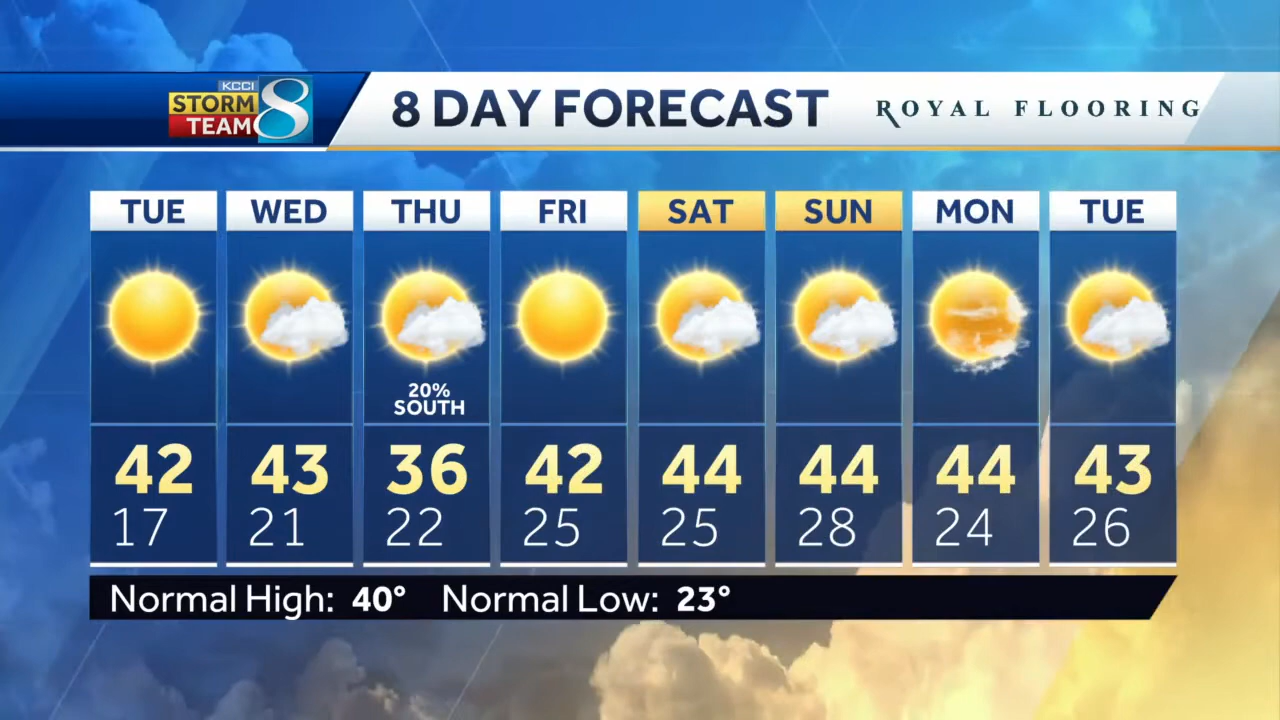 KCCI
STORM
TEAM
8
8 DAY FORECAST
ROYAL FLOORING
TUE WED THU FRI SAT SUN MON TUE
20%
SOUTH
42 43 36 42 44 44 44 43
17 21 22 25 25 28 24 26
Normal High: 40° Normal Low: 23°